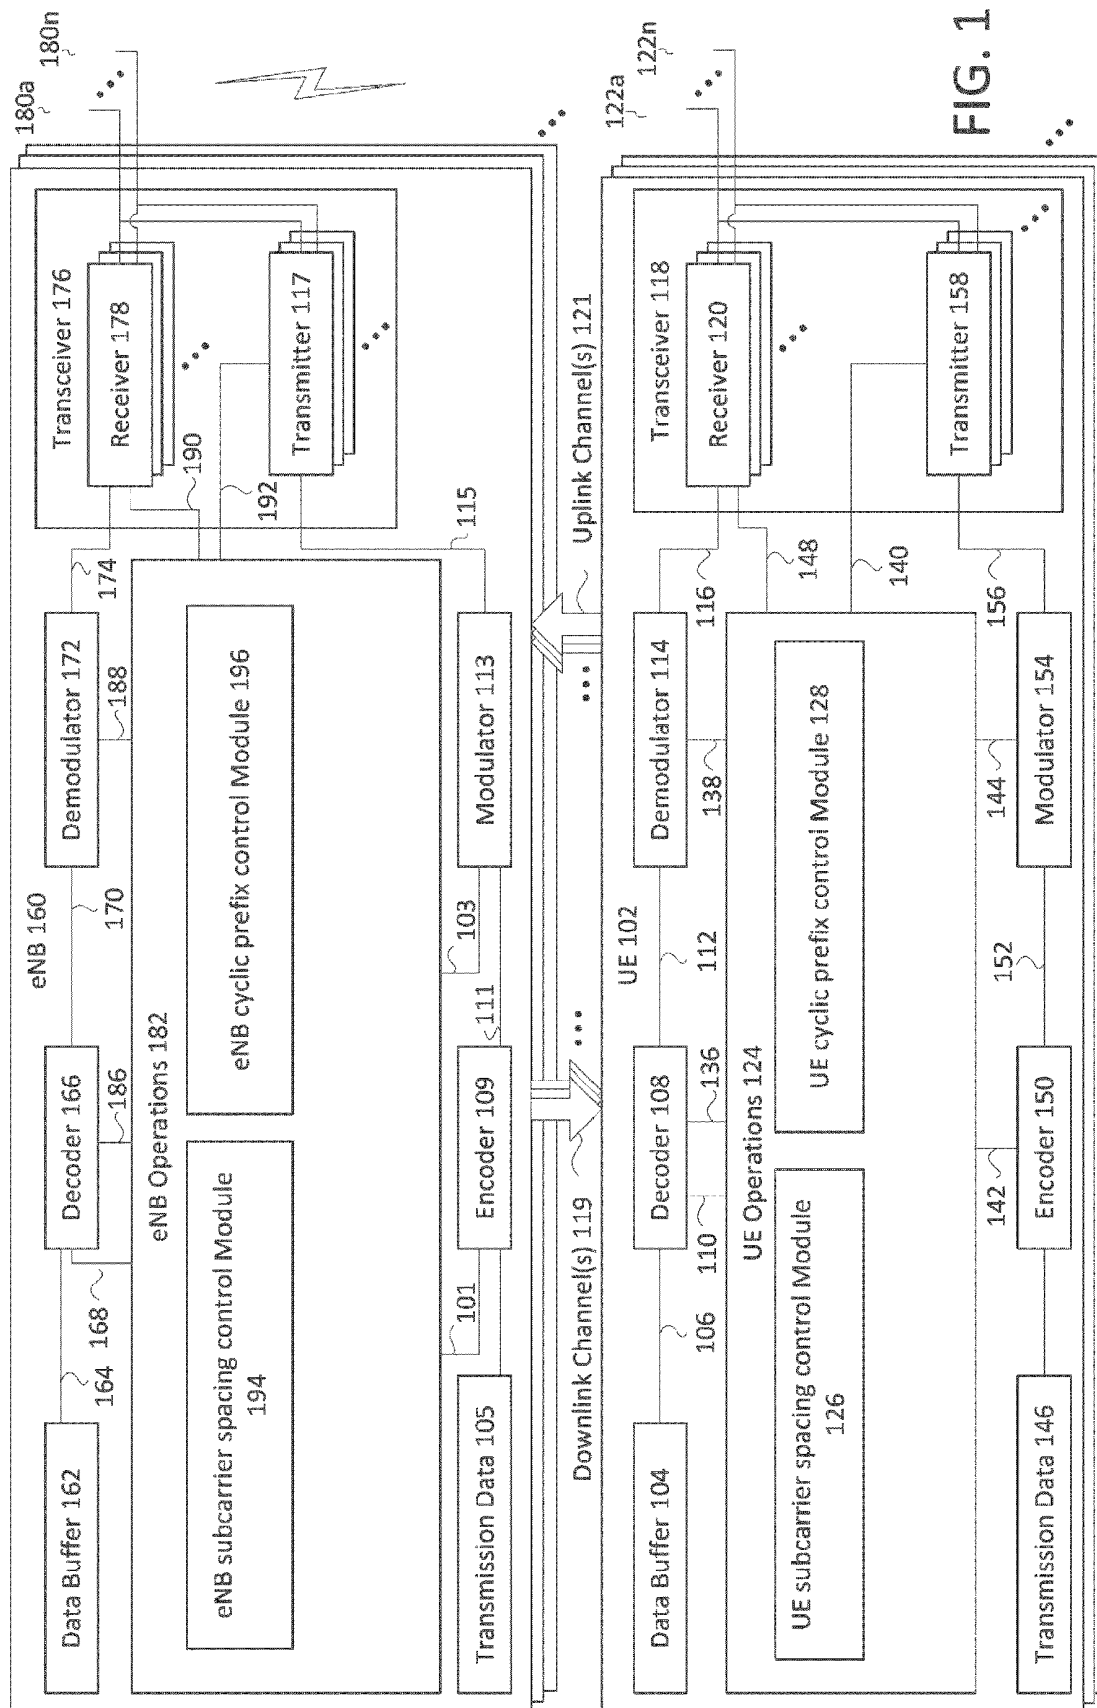 180a
180n
eNB 160
Transceiver 176
Data Buffer 162
164
168
Decoder 166
186
170
Demodulator 172
188
174
Receiver 178
190
192
eNB Operations 182
eNB subcarrier spacing control Module
194
eNB cyclic prefix control Module 196
Transmitter 117
Transmission Data 105
101
Encoder 109
111
103
Modulator 113
115
Downlink Channel(s) 119
Uplink Channel(s) 121
122a
122n
UE 102
Transceiver 118
Data Buffer 104
106
Decoder 108
110
136
112
Demodulator 114
138
116
Receiver 120
148
140
UE Operations 124
UE subcarrier spacing control Module
126
UE cyclic prefix control Module 128
Transmitter 158
Transmission Data 146
142
Encoder 150
152
144
Modulator 154
156
FIG. 1